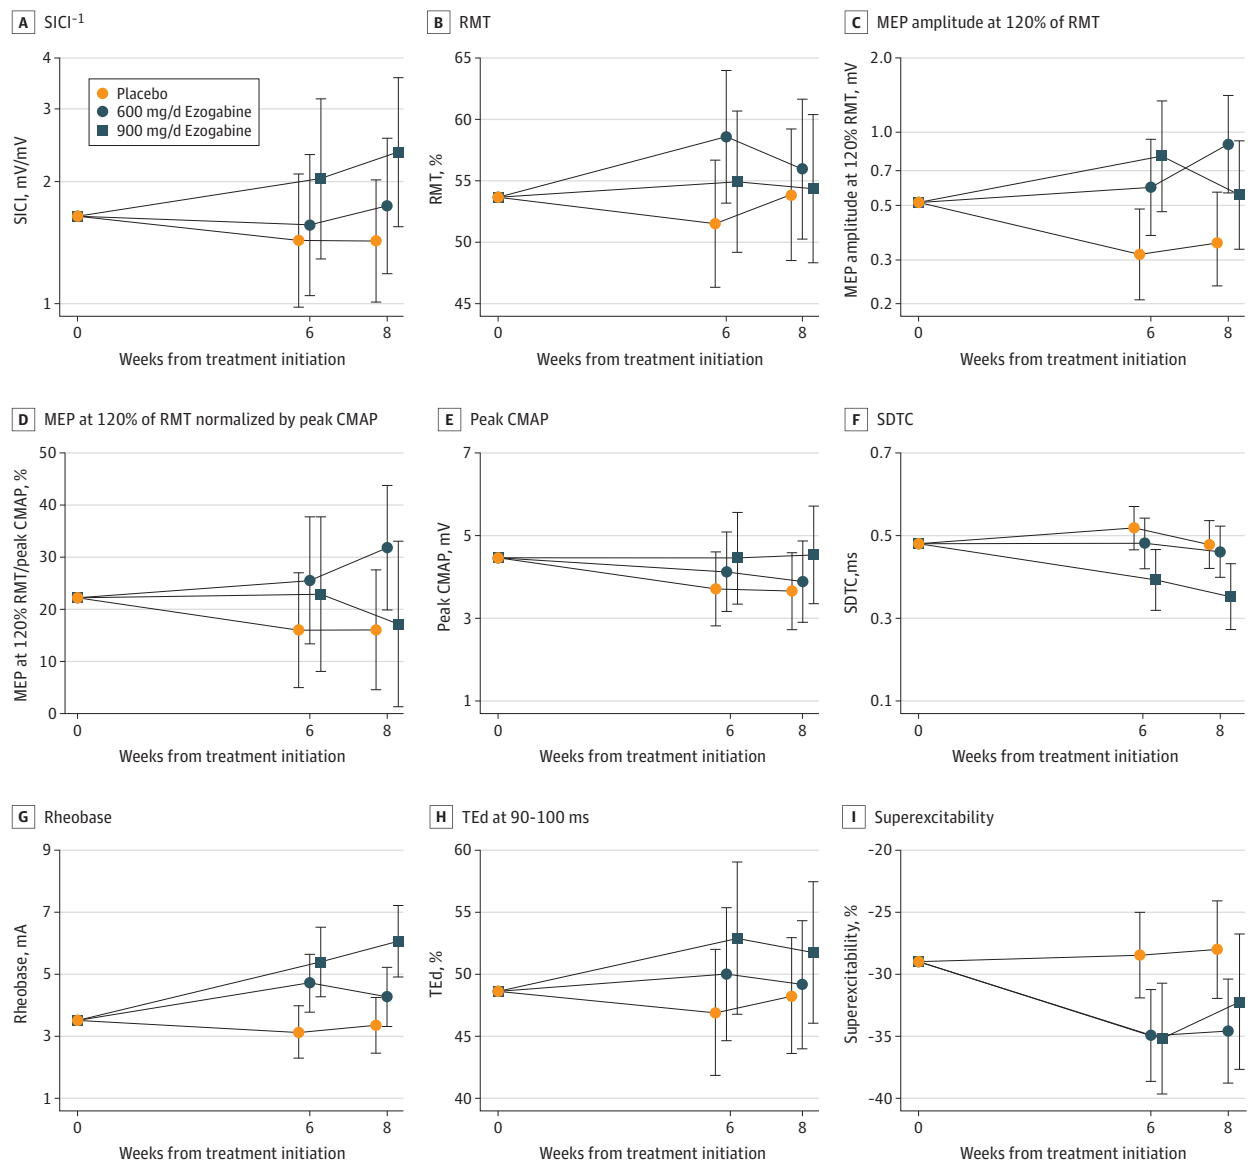 A SICI-1
4
3
2
1
SICI, mV/mV
Placebo
600 mg/d Ezogabine
900 mg/d Ezogabine
0 6 8
Weeks from treatment initiation
B RMT
65
60
55
50
45
RMT, %
0 6 8
Weeks from treatment initiation
C MEP amplitude at 120% of RMT
2.0
1.0
0.7
0.5
0.3
0.2
MEP amplitude at 120% RMT, mV
0 6 8
Weeks from treatment initiation
D MEP at 120% of RMT normalized by peak CMAP
50
40
30
20
10
0
MEP at 120% RMT/peak CMAP, %
0 6 8
Weeks from treatment initiation
E Peak CMAP
7
5
3
1
Peak CMAP, mV
0 6 8
Weeks from treatment initiation
F SDTC
0.7
0.5
0.3
0.1
SDTC,ms
0 6 8
Weeks from treatment initiation
G Rheobase
9
7
5
3
1
Rheobase, mA
0 6 8
Weeks from treatment initiation
H TEd at 90-100 ms
60
55
50
45
40
TEd, %
0 6 8
Weeks from treatment initiation
I Superexcitability
-20
-25
-30
-35
-40
Superexcitability, %
0 6 8
Weeks from treatment initiation